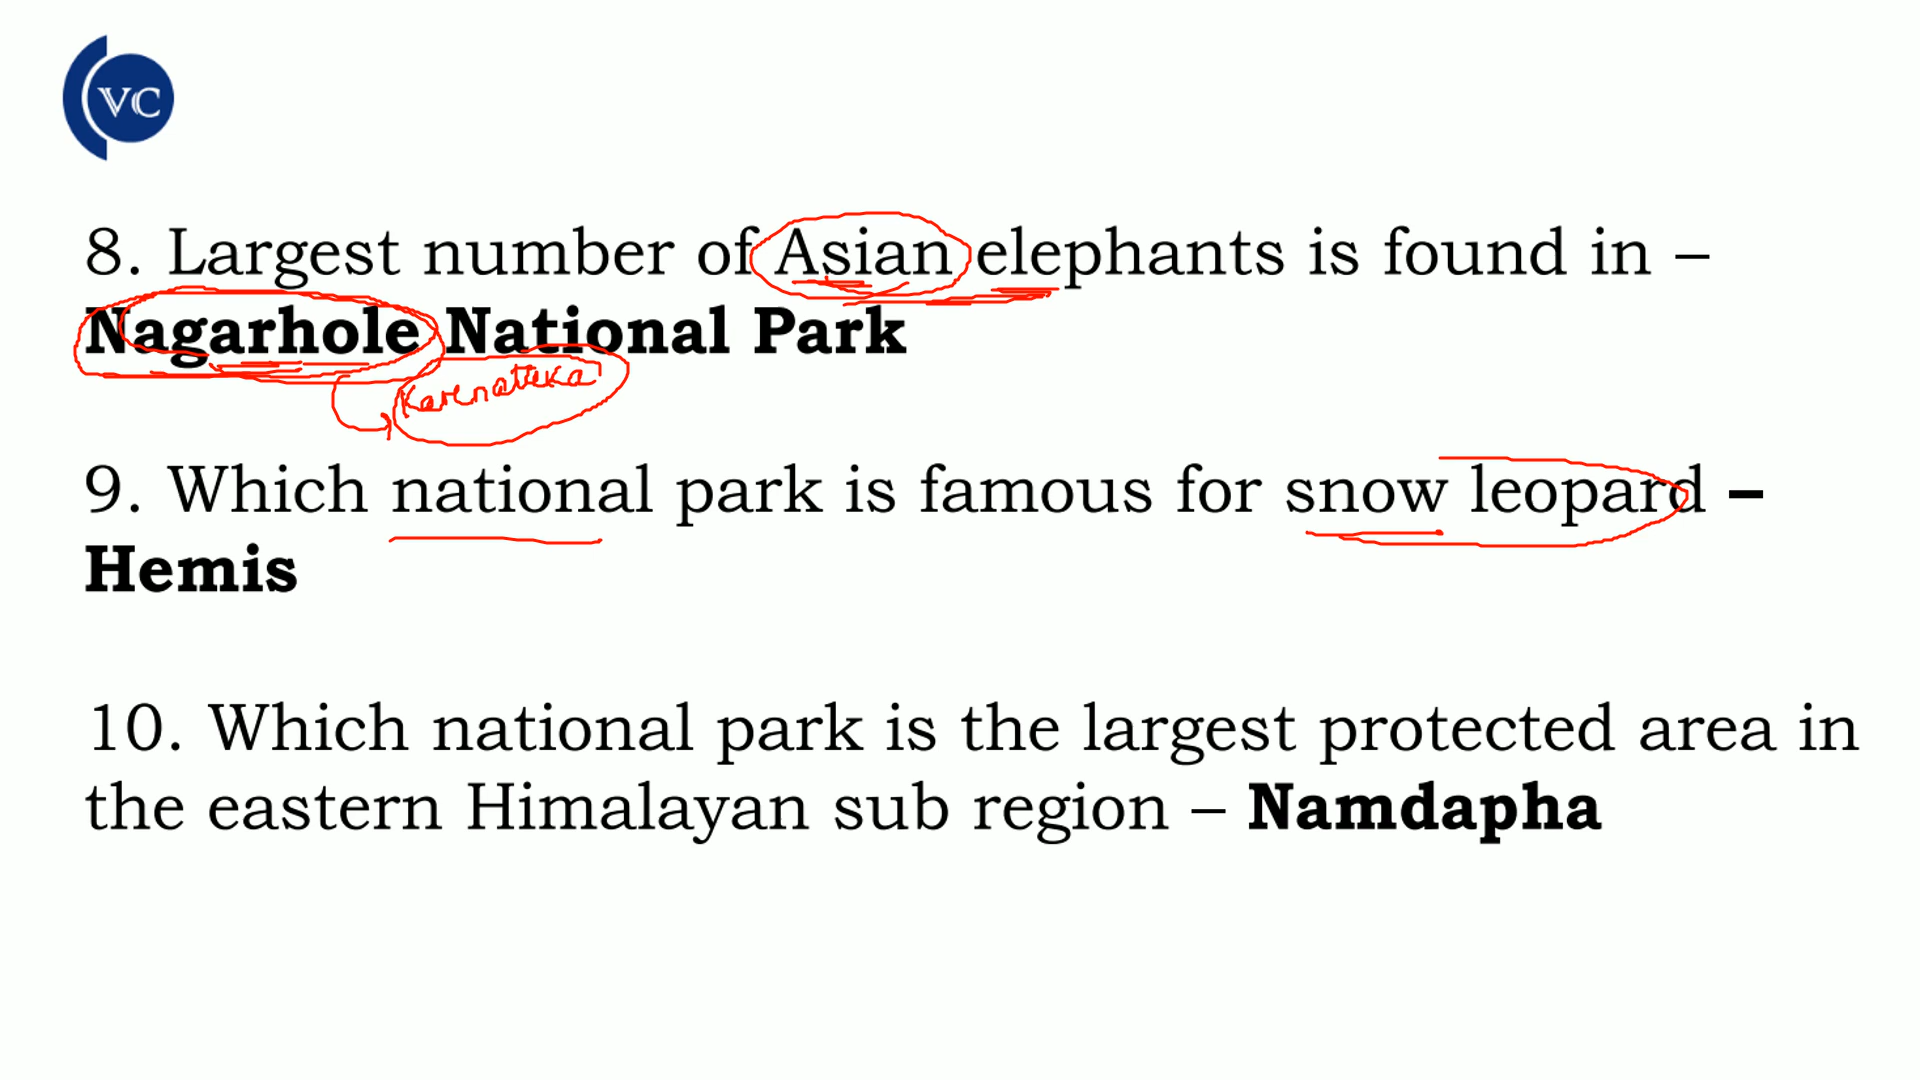 VC
8. Largest number of Asian elephants is found in –
Nagarhole National Park
Karenatteka
9. Which national park is famous for snow leopard –
Hemis
10. Which national park is the largest protected area in
the eastern Himalayan sub region – Namdapha